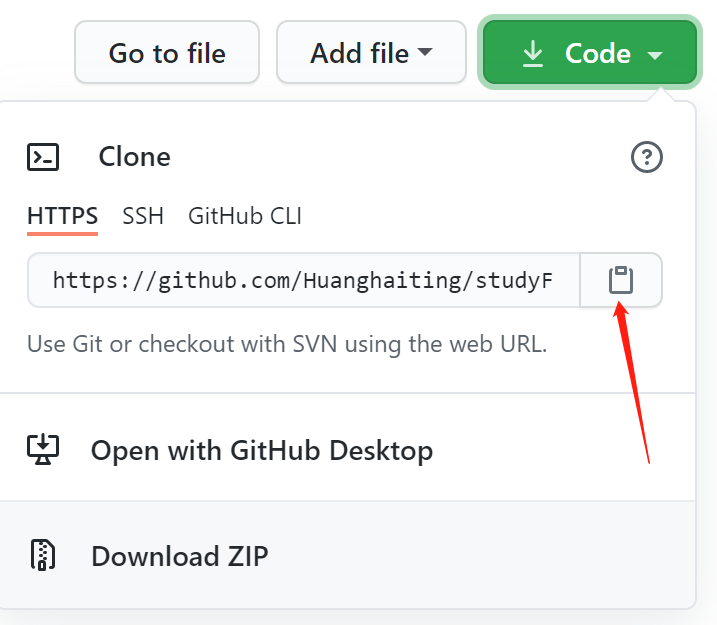 Go to file Add file Code
Clone
HTTPS SSH GitHub CLI
https://github.com/Huanghaiting/studyF
Use Git or checkout with SVN using the web URL.
Open with GitHub Desktop
Download ZIP